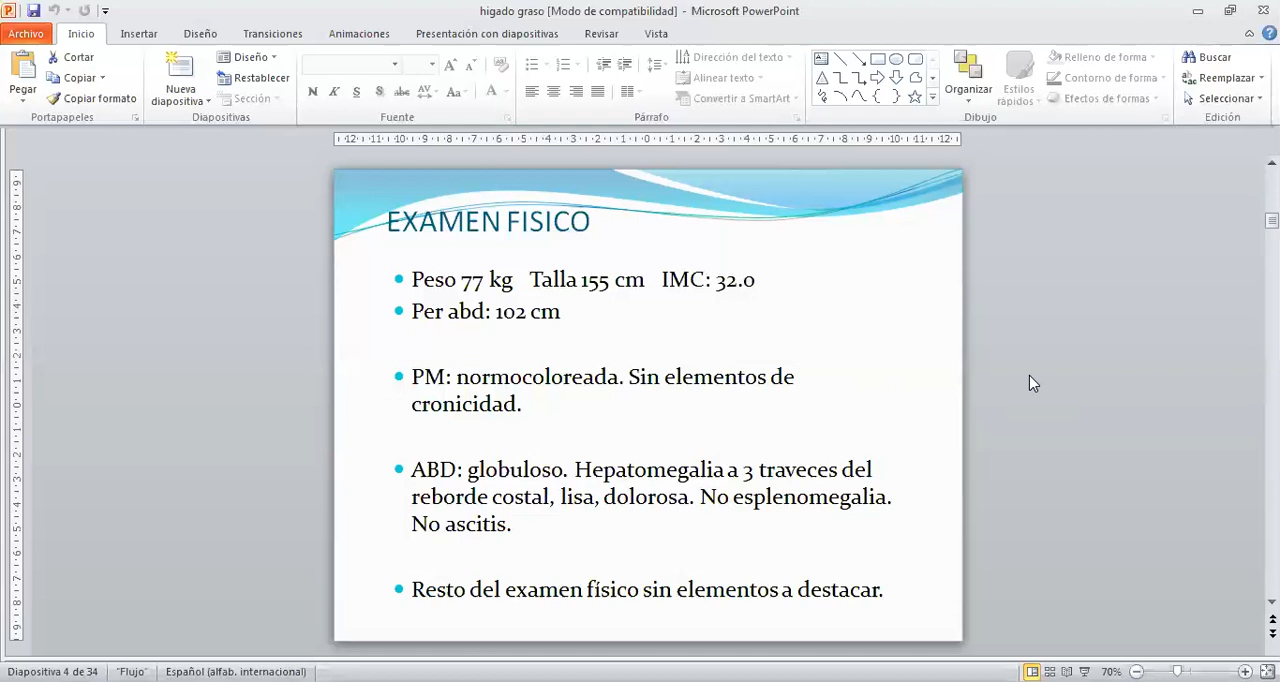 higado graso [Modo de compatibilidad] - Microsoft PowerPoint
Archivo Inicio Insertar Diseño Transiciones Animaciones Presentación con diapositivas Revisar Vista
Pegar
Cortar
Copiar
Copiar formato
Portapapeles
Nueva
diapositiva
Diseño
Restablecer
Sección
Diapositivas
Fuente
Dirección del texto
Alinear texto
Convertir a SmartArt
Párrafo
Organizar
Estilos
rápidos
Relleno de forma
Contorno de forma
Efectos de formas
Dibujo
Buscar
Reemplazar
Seleccionar
Edición
EXAMEN FISICO
Peso 77 kg Talla 155 cm IMC: 32.0
Per abd: 102 cm
PM: normocoloreada. Sin elementos de
cronicidad.
ABD: globuloso. Hepatomegalia a 3 traveces del
reborde costal, lisa, dolorosa. No esplenomegalia.
No ascitis.
Resto del examen físico sin elementos a destacar.
Diapositiva 4 de 34 "Flujo" Español (alfab. internacional) 70%